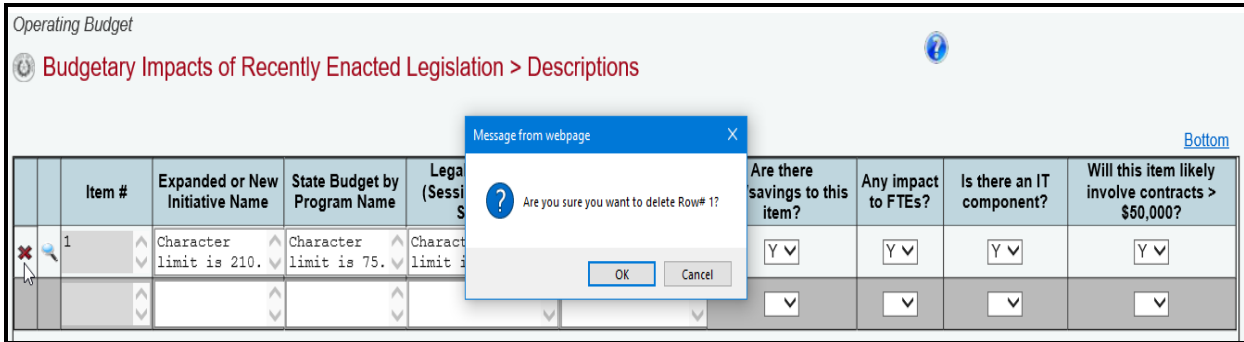 Operating Budget
Budgetary Impacts of Recently Enacted Legislation > Descriptions
?
Bottom
Message from webpage X
? Are you sure you want to delete Row# 1?
OK Cancel
Item #
Expanded or New
Initiative Name
State Budget by
Program Name
Legal
(Sessi
S
Are there
/savings to this
item?
Any impact
to FTEs?
Is there an IT
component?
Will this item likely
involve contracts >
$50,000?
1
Character
limit is 210.
Character
limit is 75.
Charact
limit i
Y
Y
Y
Y